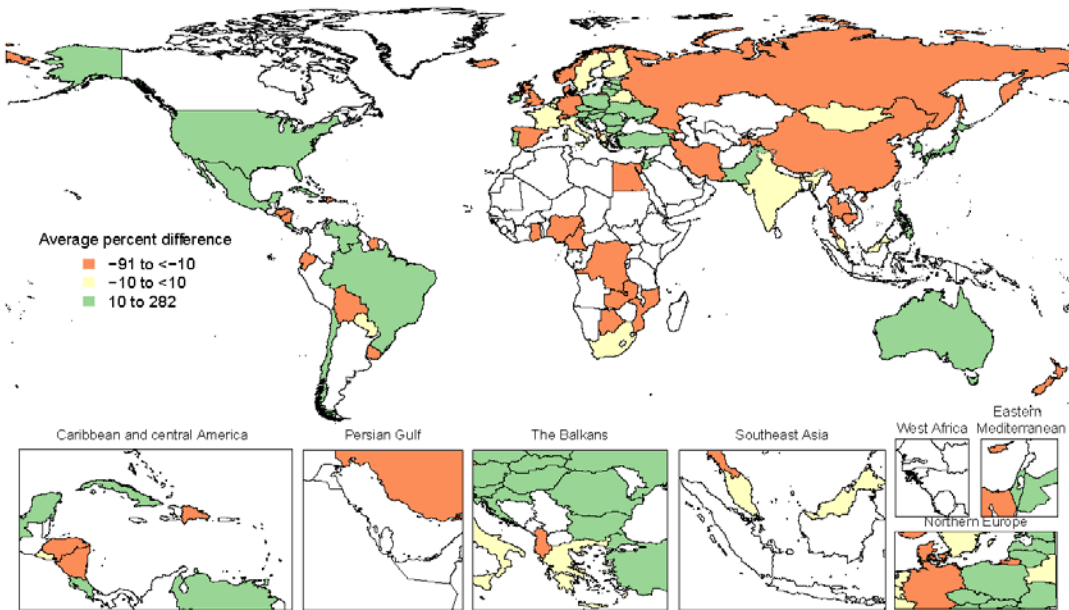 Average percent difference
−91 to <−10
−10 to <10
10 to 282
Caribbean and central America
Persian Gulf
The Balkans
Southeast Asia
West Africa
Eastern
Mediterranean
Northern Europe